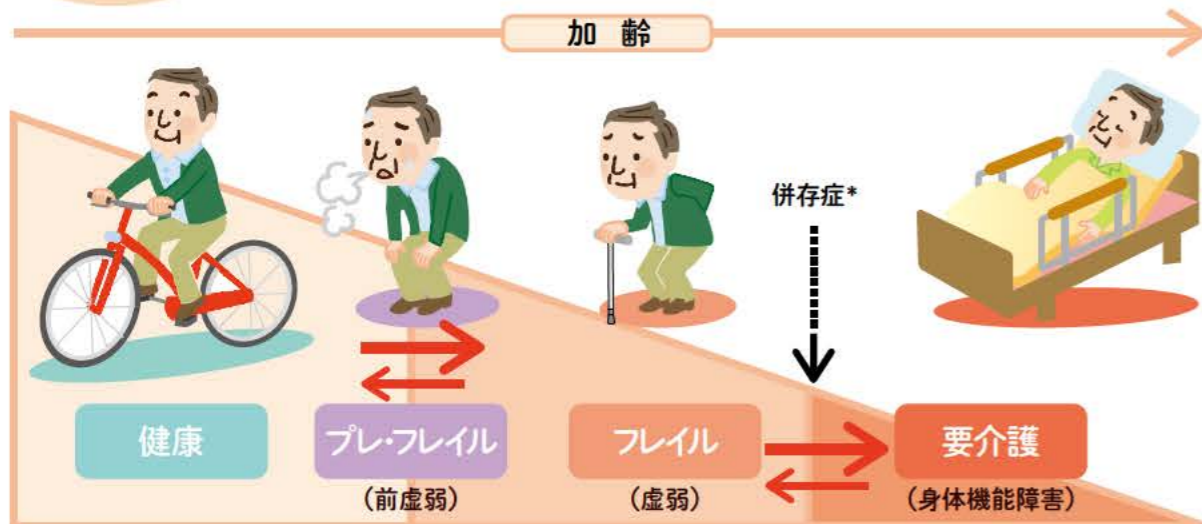 加齢
併存症*
健康
プレ・フレイル
(前虚弱)
フレイル
(虚弱)
要介護
(身体機能障害)